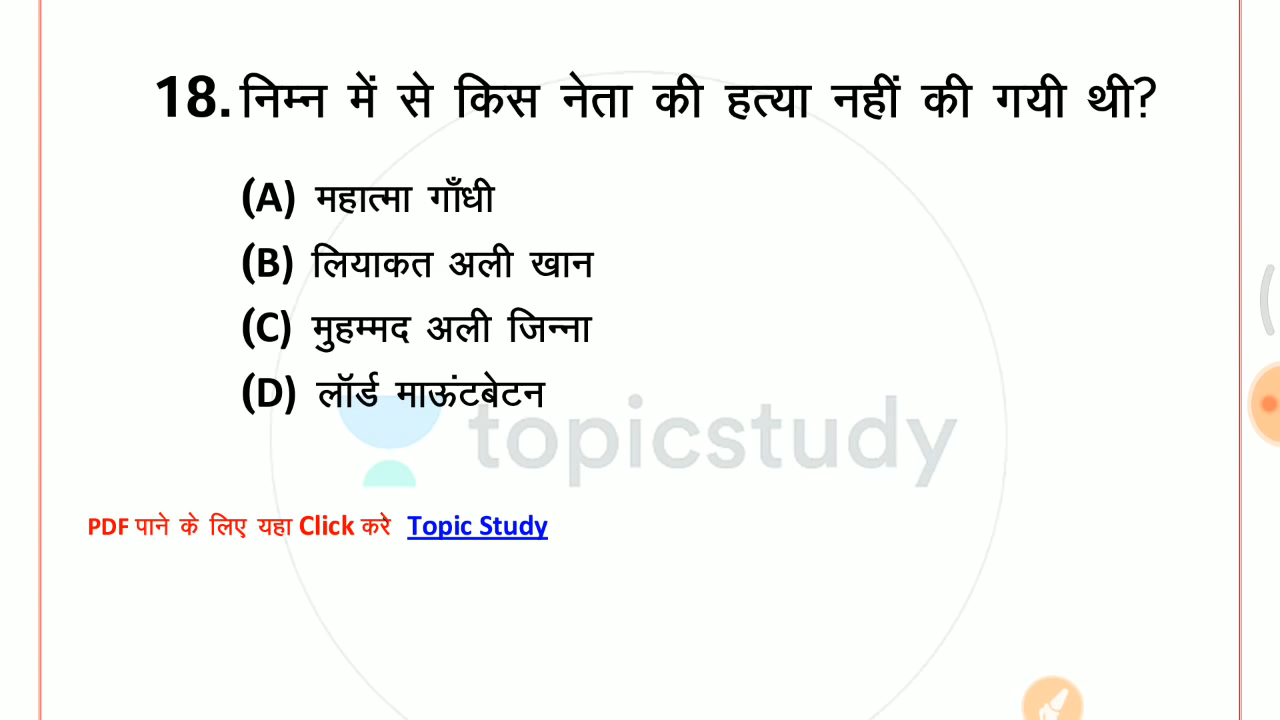 18. निम्न में से किस नेता की हत्या नहीं की गयी थी?
(A) महात्मा गाँधी
(B) लियाकत अली खान
(C) मुहम्मद अली जिन्ना
(D) लॉर्ड माऊंटबेटन
topicstudy
PDF पाने के लिए यहा Click करे Topic Study